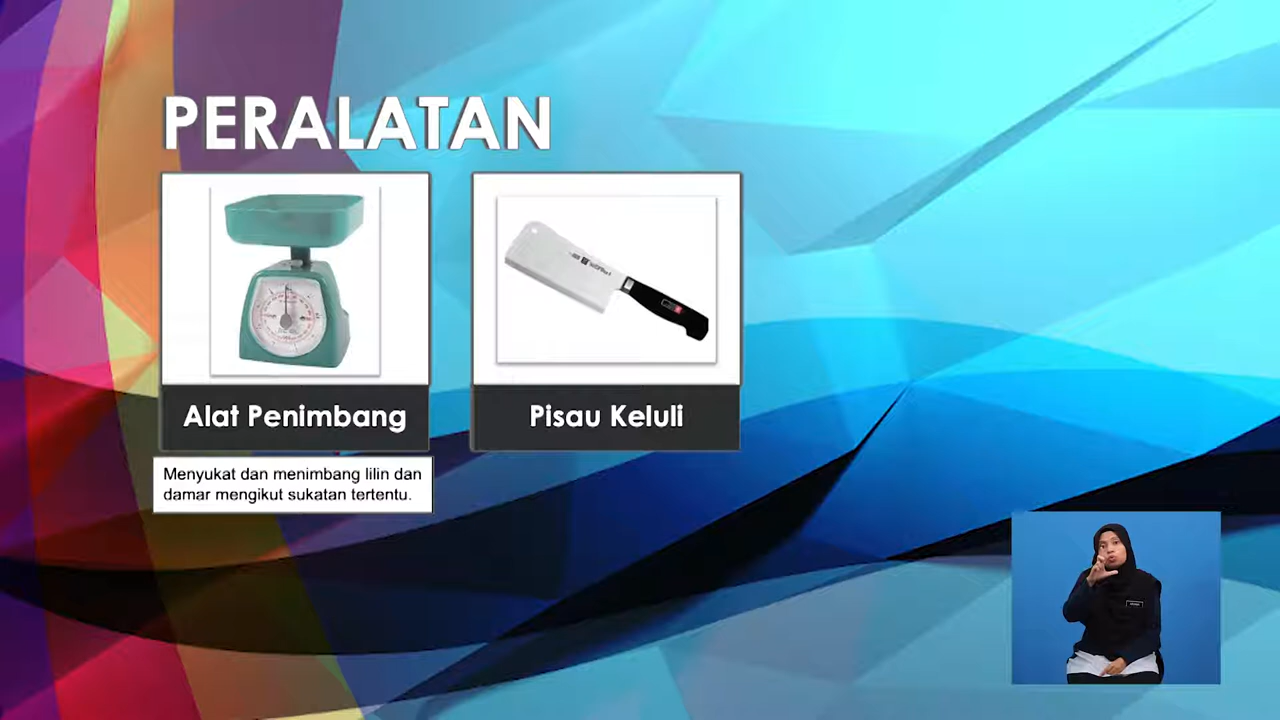 PERALATAN
Alat Penimbang
Pisau Keluli
Menyukat dan menimbang lilin dan
damar mengikut sukatan tertentu.